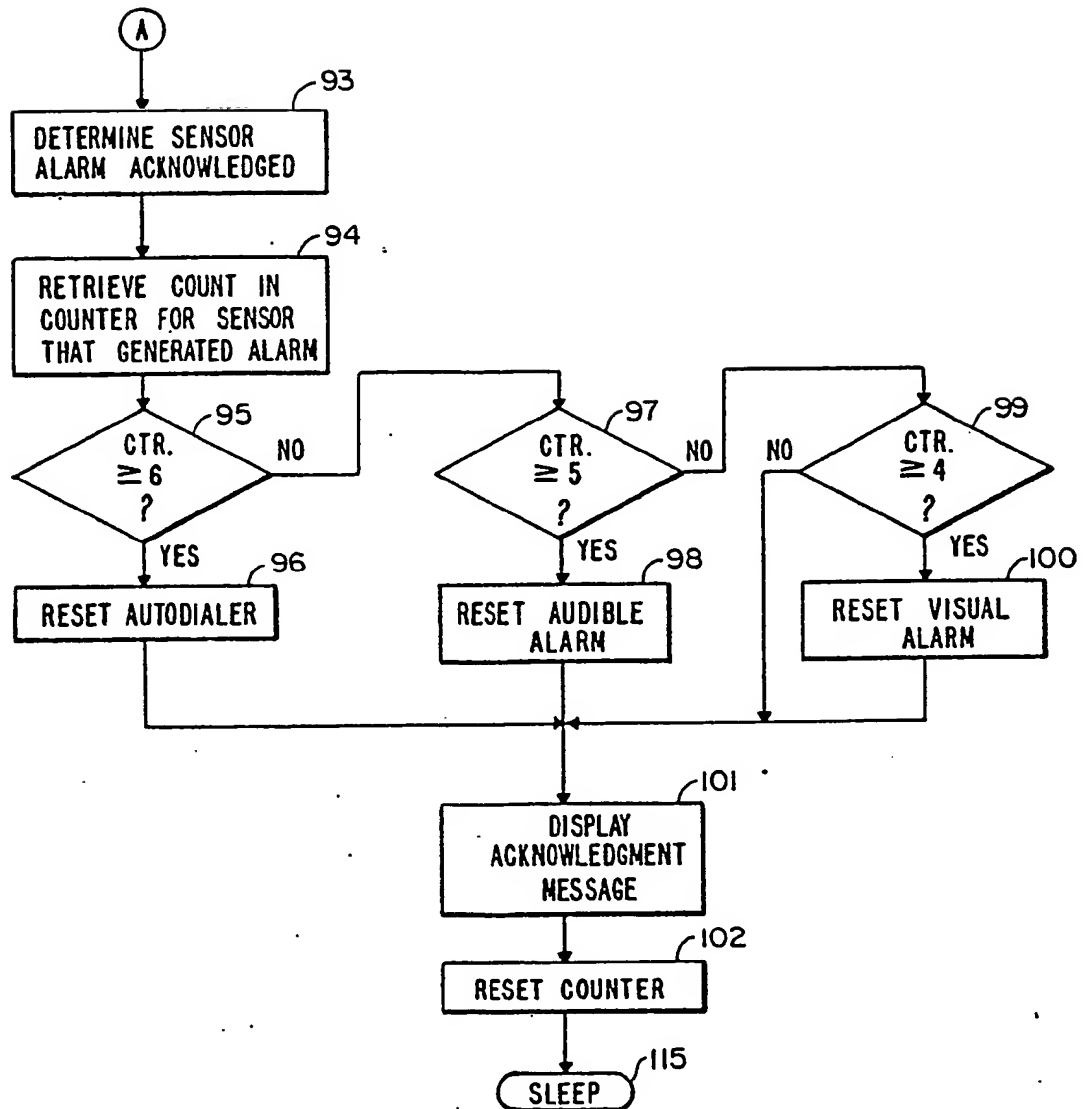 A
93
DETERMINE SENSOR
ALARM ACKNOWLEDGED
94
RETRIEVE COUNT IN
COUNTER FOR SENSOR
THAT GENERATED ALARM
95
CTR.
≥ 6
?
NO
YES
97
CTR.
≥ 5
?
NO
YES
99
CTR.
≥ 4
?
NO
YES
96
RESET AUTODIALER
98
RESET AUDIBLE
ALARM
100
RESET VISUAL
ALARM
101
DISPLAY
ACKNOWLEDGMENT
MESSAGE
102
RESET COUNTER
115
SLEEP